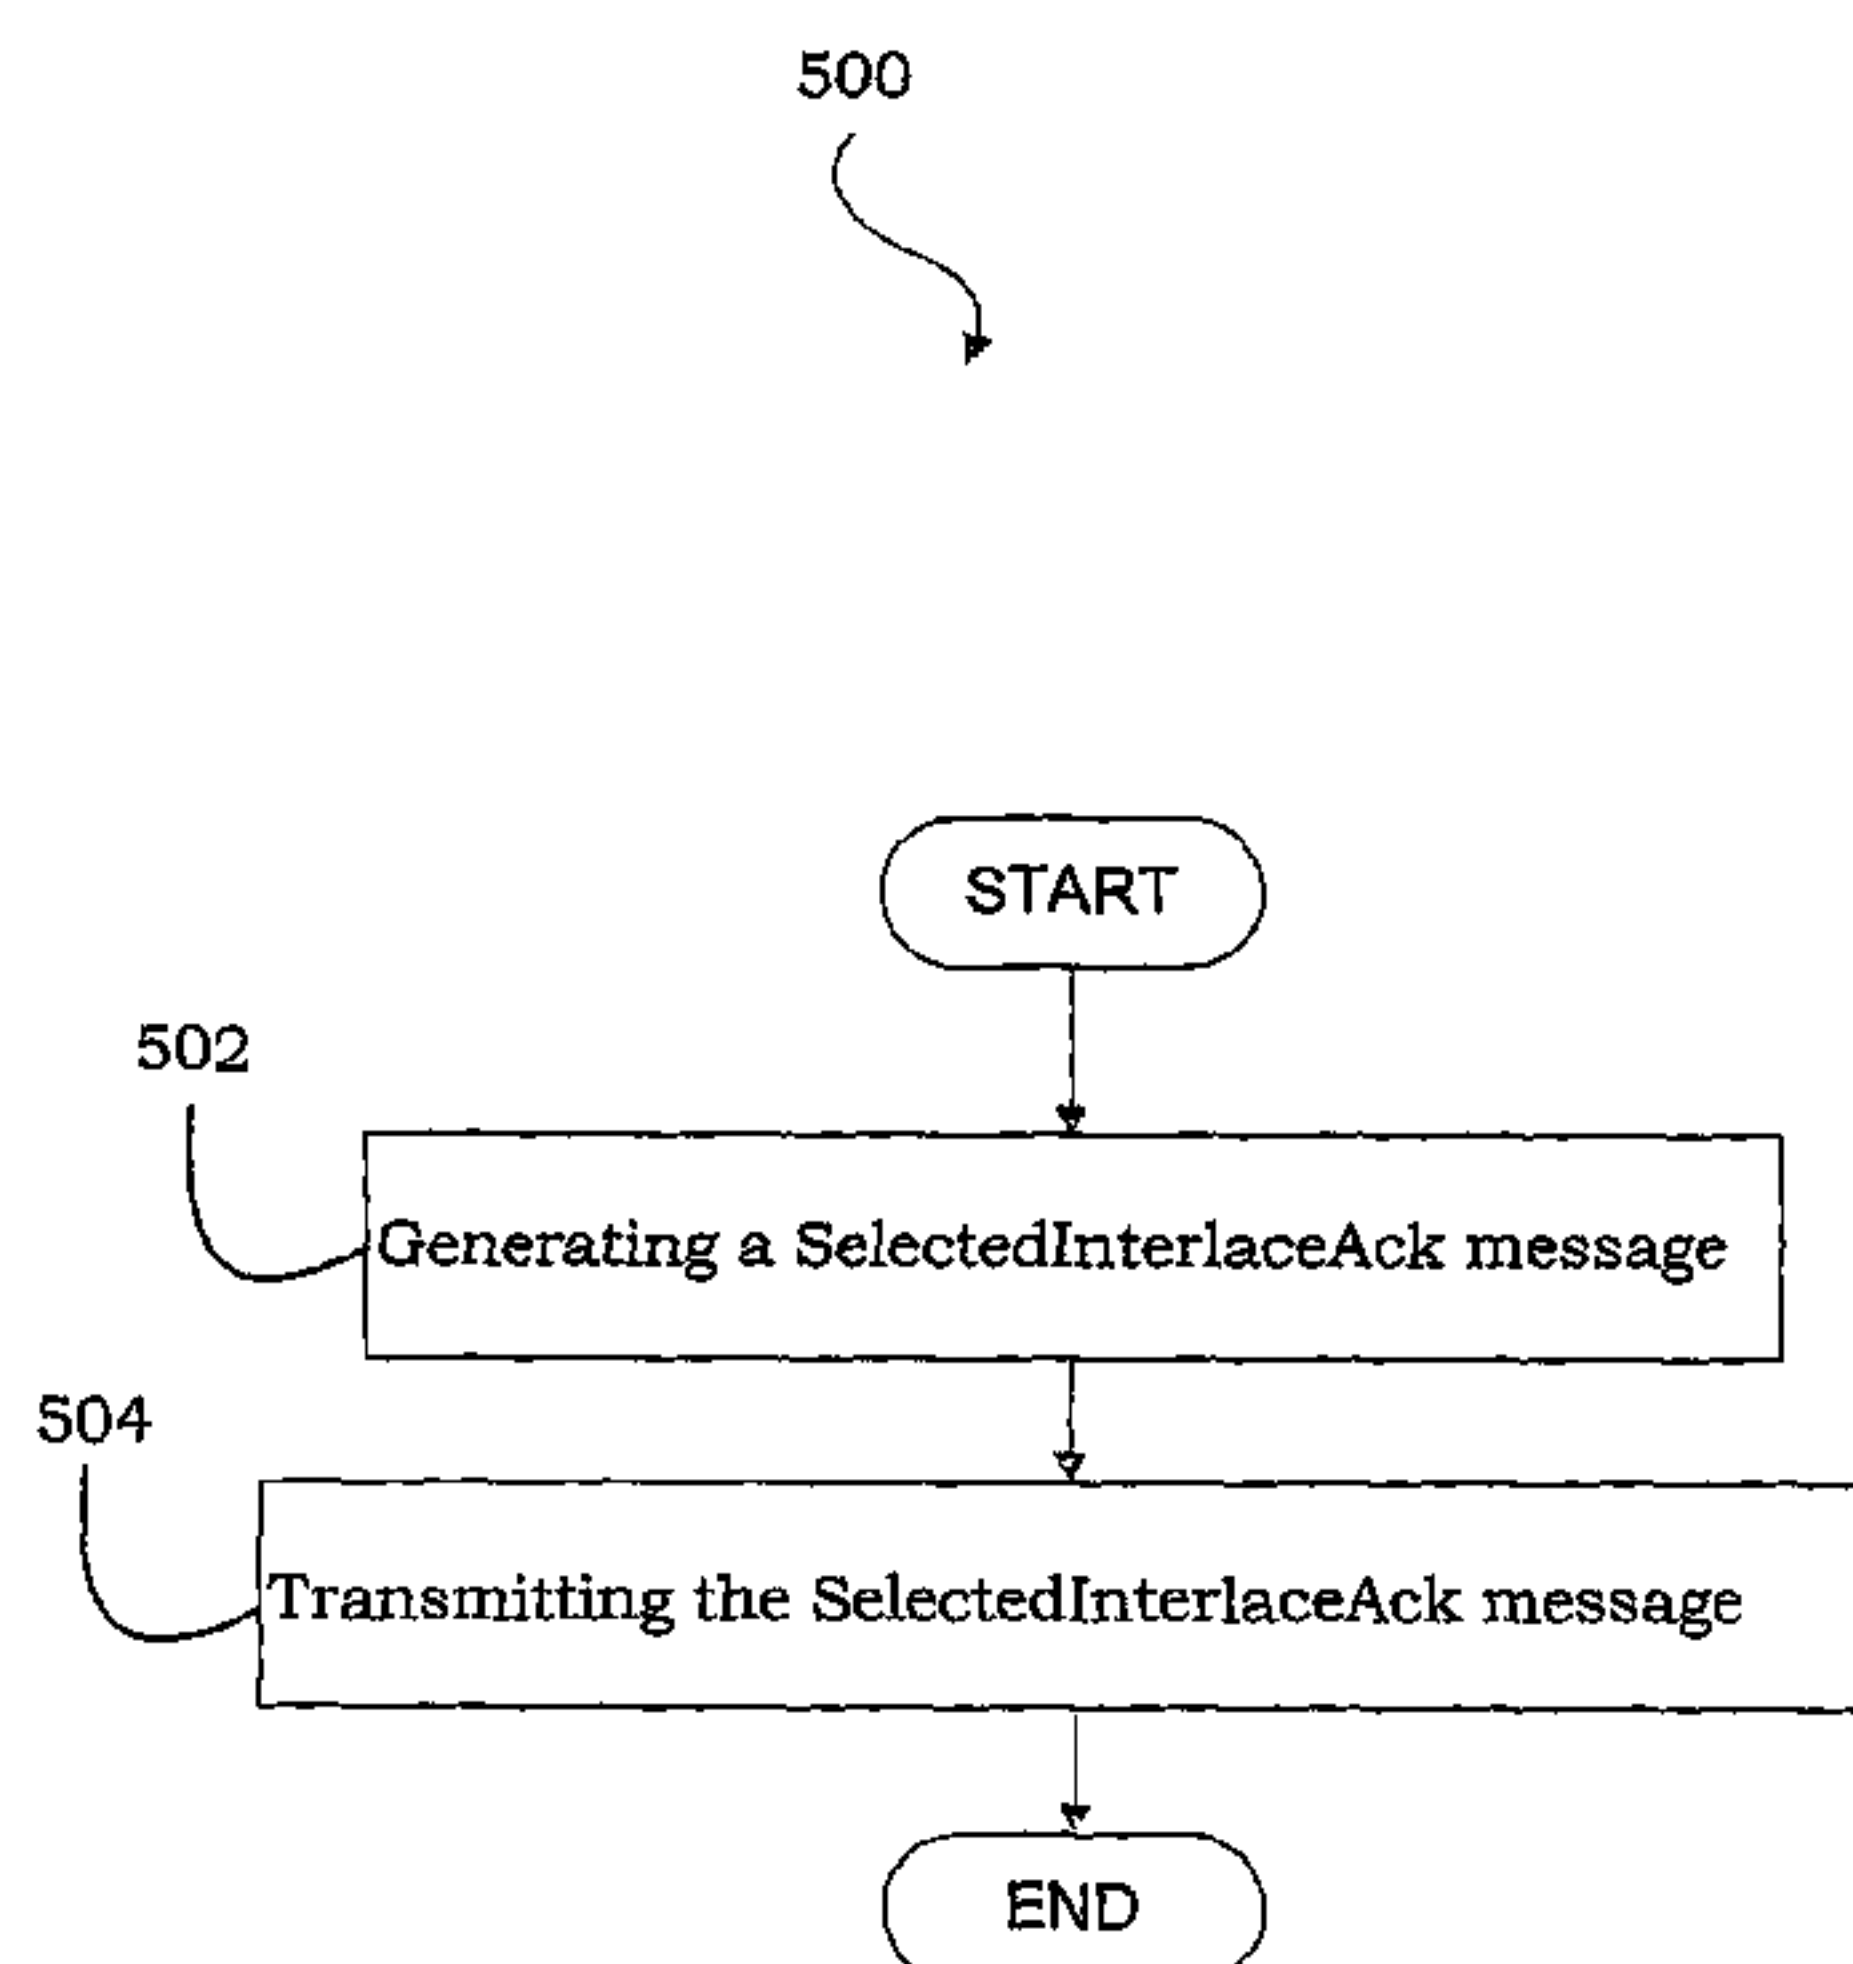 500
START
502
Generating a SelectedInterlaceAck message
504
Transmitting the SelectedInterlaceAck message
END